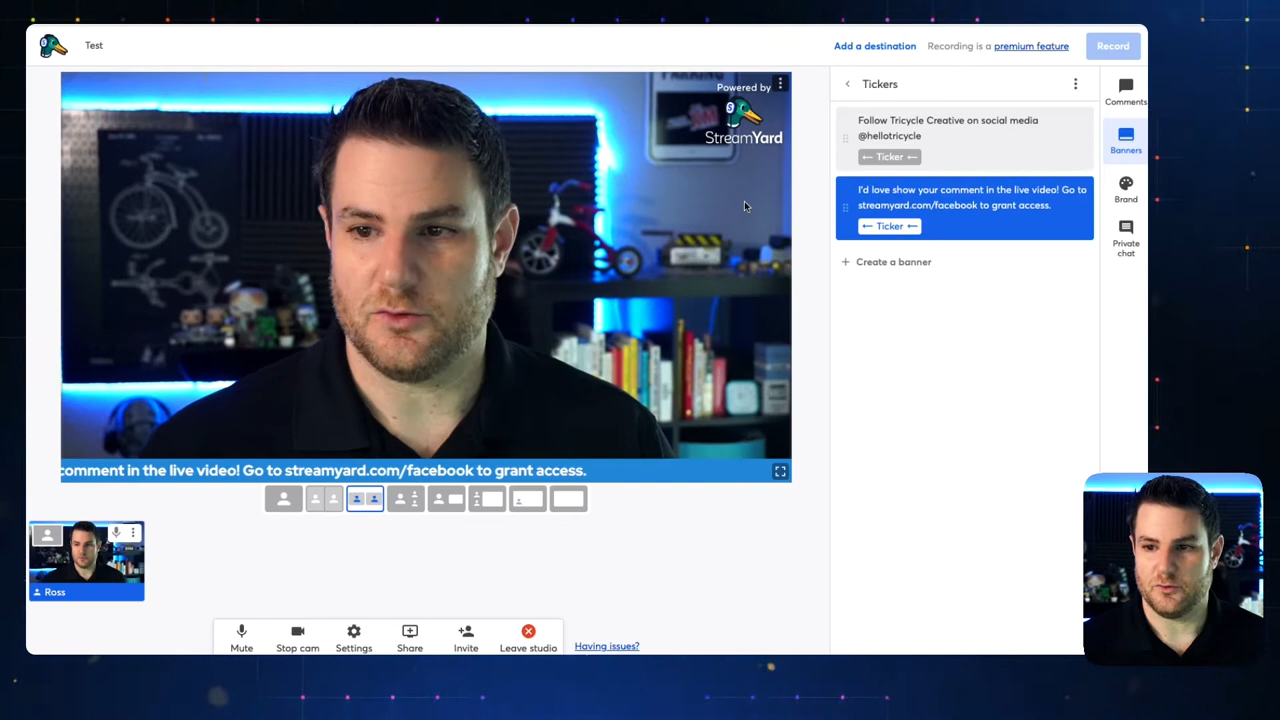 Test
Add a destination
Recording is a premium feature
Record
Powered by
StreamYard
comment in the live video! Go to streamyard.com/facebook to grant access.
Ross
Mute
Stop cam
Settings
Share
Invite
Leave studio
Having issues?
Tickers
Follow Tricycle Creative on social media
@hellotricycle
← Ticker ←
I'd love show your comment in the live video! Go to
streamyard.com/facebook to grant access.
← Ticker ←
+ Create a banner
Comments
Banners
Brand
Private
chat